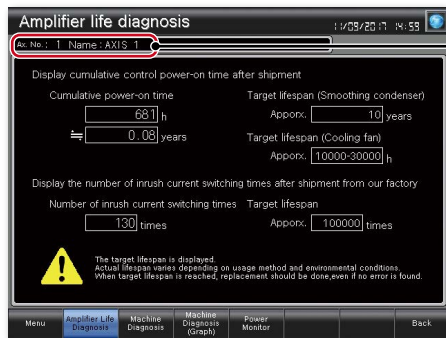 Amplifier life diagnosis
11/09/2017 14:53
Ax. No.: 1 Name: AXIS 1
Display cumulative control power-on time after shipment
Cumulative power-on time
681 h
≒ 0.08 years
Target lifespan (Smoothing condenser)
Apporx. 10 years
Target lifespan (Cooling fan)
Apporx. 10000-30000 h
Display the number of inrush current switching times after shipment from our factory
Number of inrush current switching times
130 times
Target lifespan
Apporx. 100000 times
The target lifespan is displayed.
Actual lifespan varies depending on usage method and environmental conditions.
When target lifespan is reached, replacement should be done,even if no error is found.
Menu
Amplifier Life
Diagnosis
Machine
Diagnosis
Machine
Diagnosis
(Graph)
Power
Monitor
Back